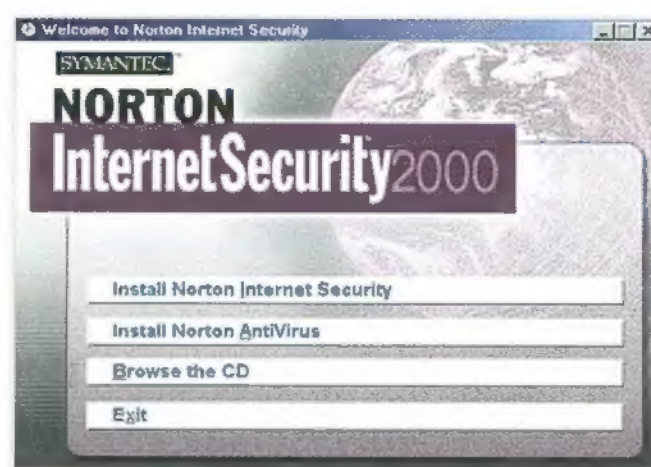 Welcome to Norton Internet Security
SYMANTEC.
NORTON
InternetSecurity2000
Install Norton Internet Security
Install Norton AntiVirus
Browse the CD
Exit